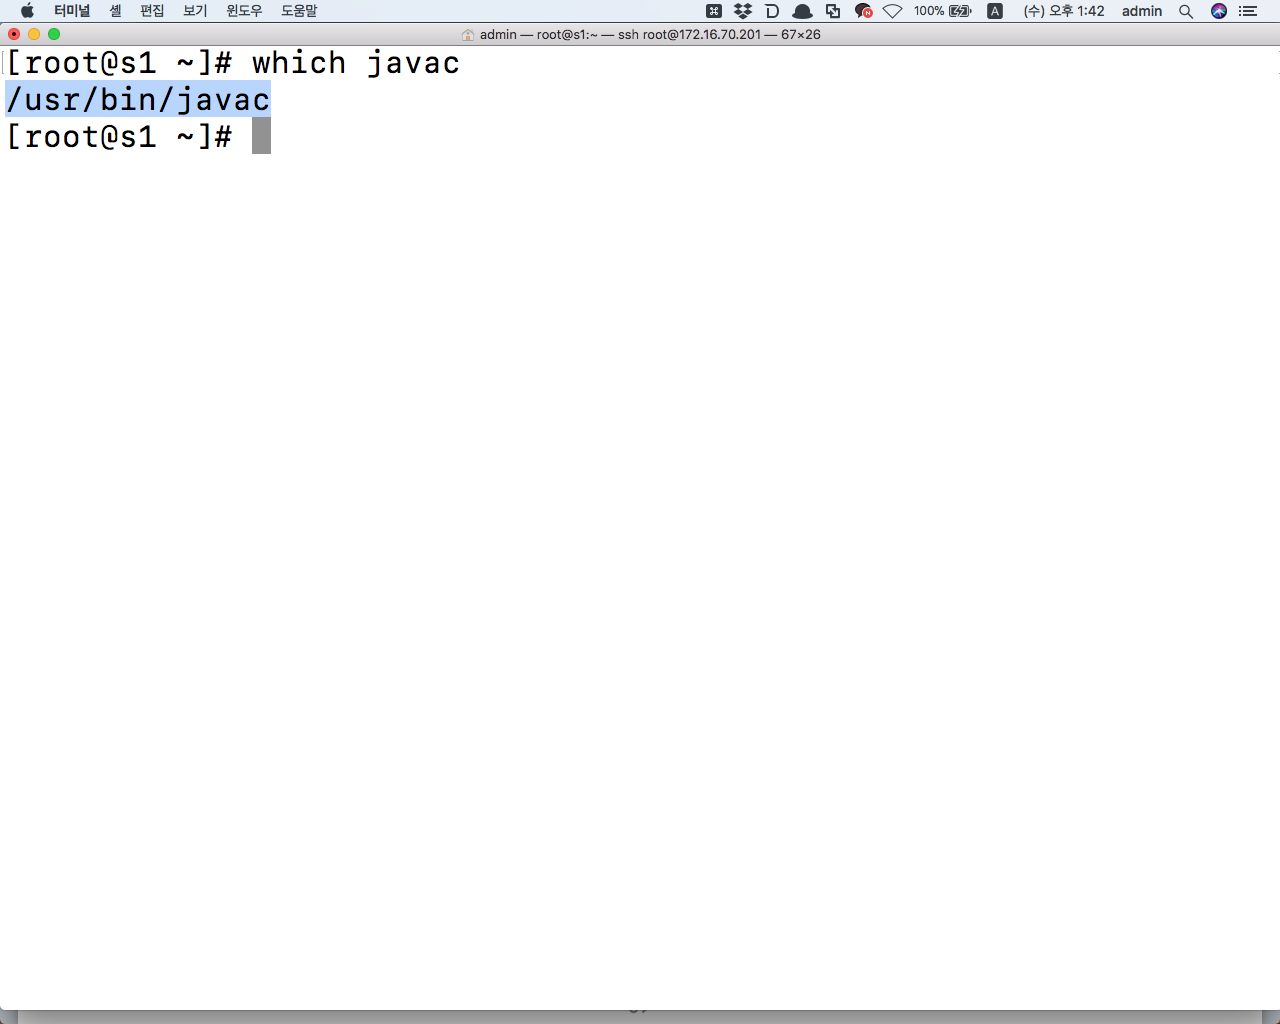 터미널 셸 편집 보기 윈도우 도움말 100% A (수) 오후 1:42 admin
admin — root@s1:~ — ssh root@172.16.70.201 — 67×26
[root@s1 ~]# which javac
/usr/bin/javac
[root@s1 ~]#